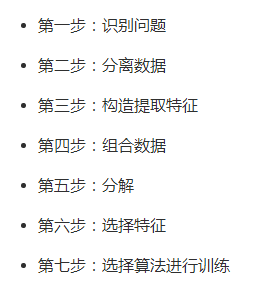 第一步：识别问题
第二步：分离数据
第三步：构造提取特征
第四步：组合数据
第五步：分解
第六步：选择特征
第七步：选择算法进行训练